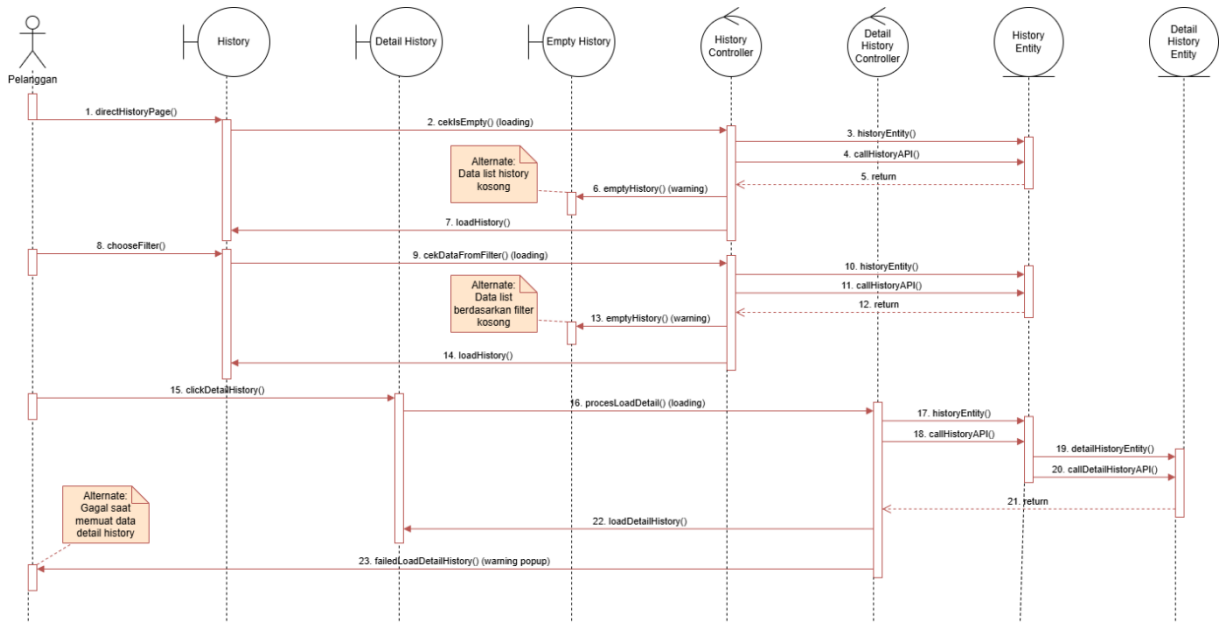 Pelanggan
History
Detail History
Empty History
History
Controller
Detail
History
Controller
History
Entity
Detail
History
Entity
1. directHistoryPage()
2. cekIsEmpty() (loading)
3. historyEntity()
4. callHistoryAPI()
5. return
Alternate:
Data list history
kosong
6. emptyHistory() (warning)
7. loadHistory()
8. chooseFilter()
9. cekDataFromFilter() (loading)
10. historyEntity()
11. callHistoryAPI()
12. return
Alternate:
Data list
berdasarkan filter
kosong
13. emptyHistory() (warning)
14. loadHistory()
15. clickDetailHistory()
16. procesLoadDetail() (loading)
17. historyEntity()
18. callHistoryAPI()
19. detailHistoryEntity()
20. callDetailHistoryAPI()
21. return
22. loadDetailHistory()
Alternate:
Gagal saat
memuat data
detail history
23. failedLoadDetailHistory() (warning popup)